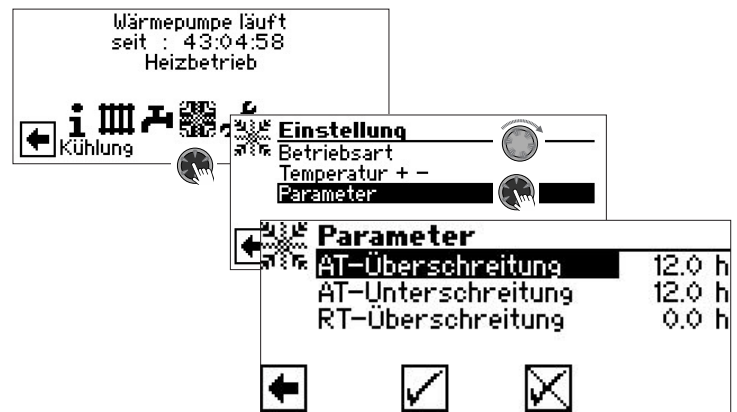 Wärmepumpe läuft
seit : 43:04:58
Heizbetrieb
Kühlung
Einstellung
Betriebsart
Temperatur + -
Parameter
Parameter
AT-Überschreitung 12.0 h
AT-Unterschreitung 12.0 h
RT-Überschreitung 0.0 h